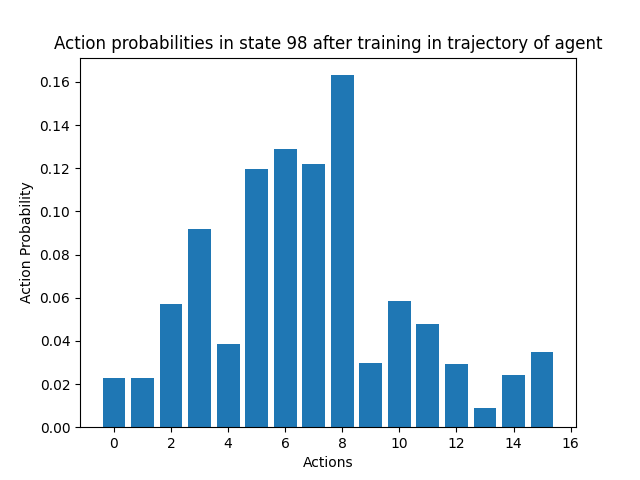 Action probabilities in state 98 after training in trajectory of agent
0.16
0.14
0.12
0.10
0.08
0.06
0.04
0.02
0.00
Action Probability
0 2 4 6 8 10 12 14 16
Actions